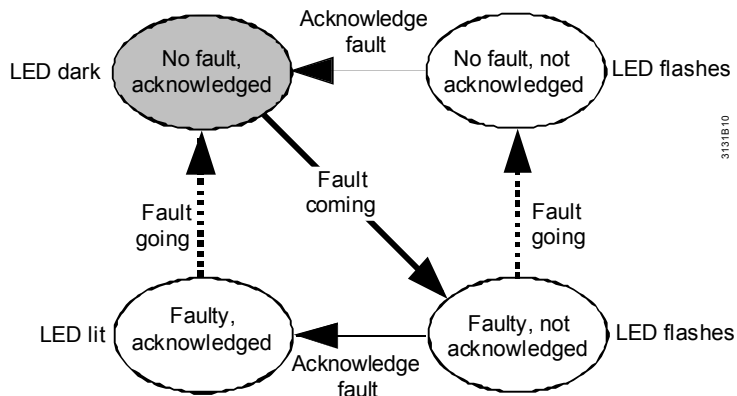 Acknowledge
fault
LED dark
No fault,
acknowledged
No fault, not
acknowledged
LED flashes
3131B10
Fault
coming
Fault
going
Fault
going
LED lit
Faulty,
acknowledged
Acknowledge
fault
Faulty, not
acknowledged
LED flashes